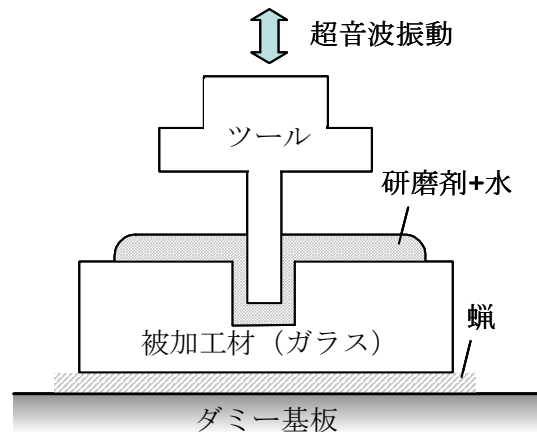 超音波振動
ツール
研磨剤+水
被加工材（ガラス）
蝋
ダミー基板